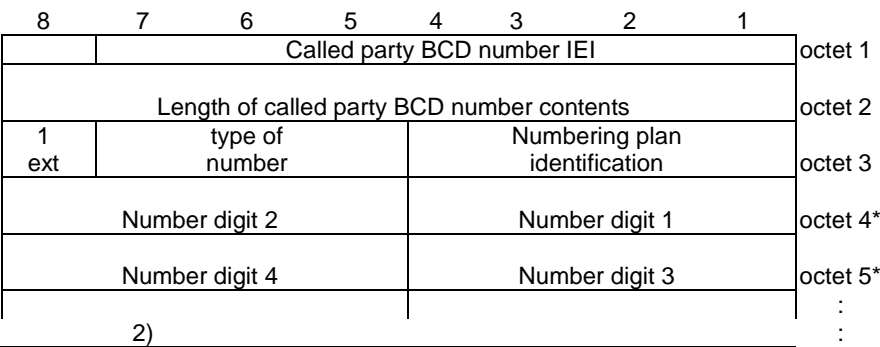 8 7 6 5 4 3 2 1
Called party BCD number IEI octet 1
Length of called party BCD number contents octet 2
1 type of Numbering plan
ext number identification octet 3
Number digit 2 Number digit 1 octet 4*
Number digit 4 Number digit 3 octet 5*
:
2) :